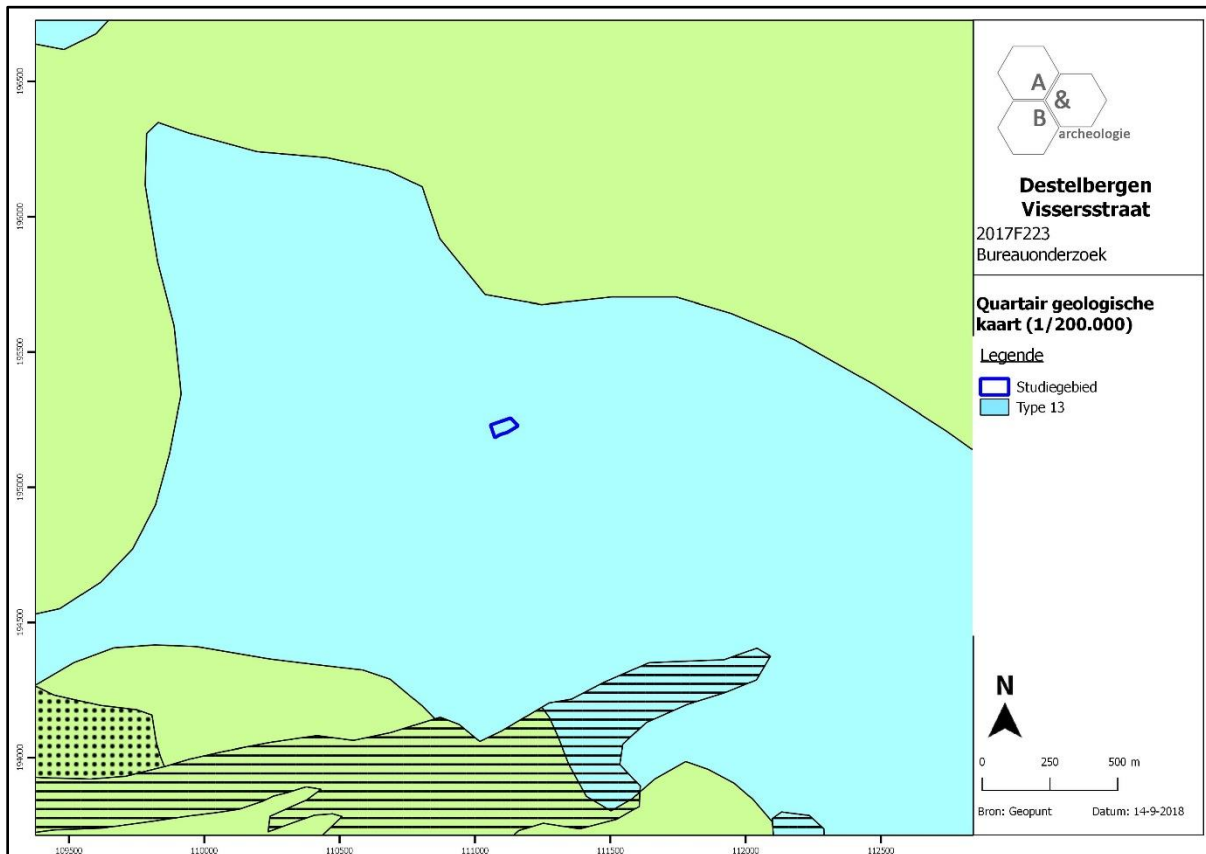 196500
196000
195500
195000
194500
194000
109500
110000
110500
111000
111500
112000
112500
A
&
B
archeologie
Destelbergen
Vissersstraat
2017F223
Bureauonderzoek
Quartair geologische
kaart (1/200.000)
Legende
Studiegebied
Type 13
N
0 250 500 m
Bron: Geopunt Datum: 14-9-2018